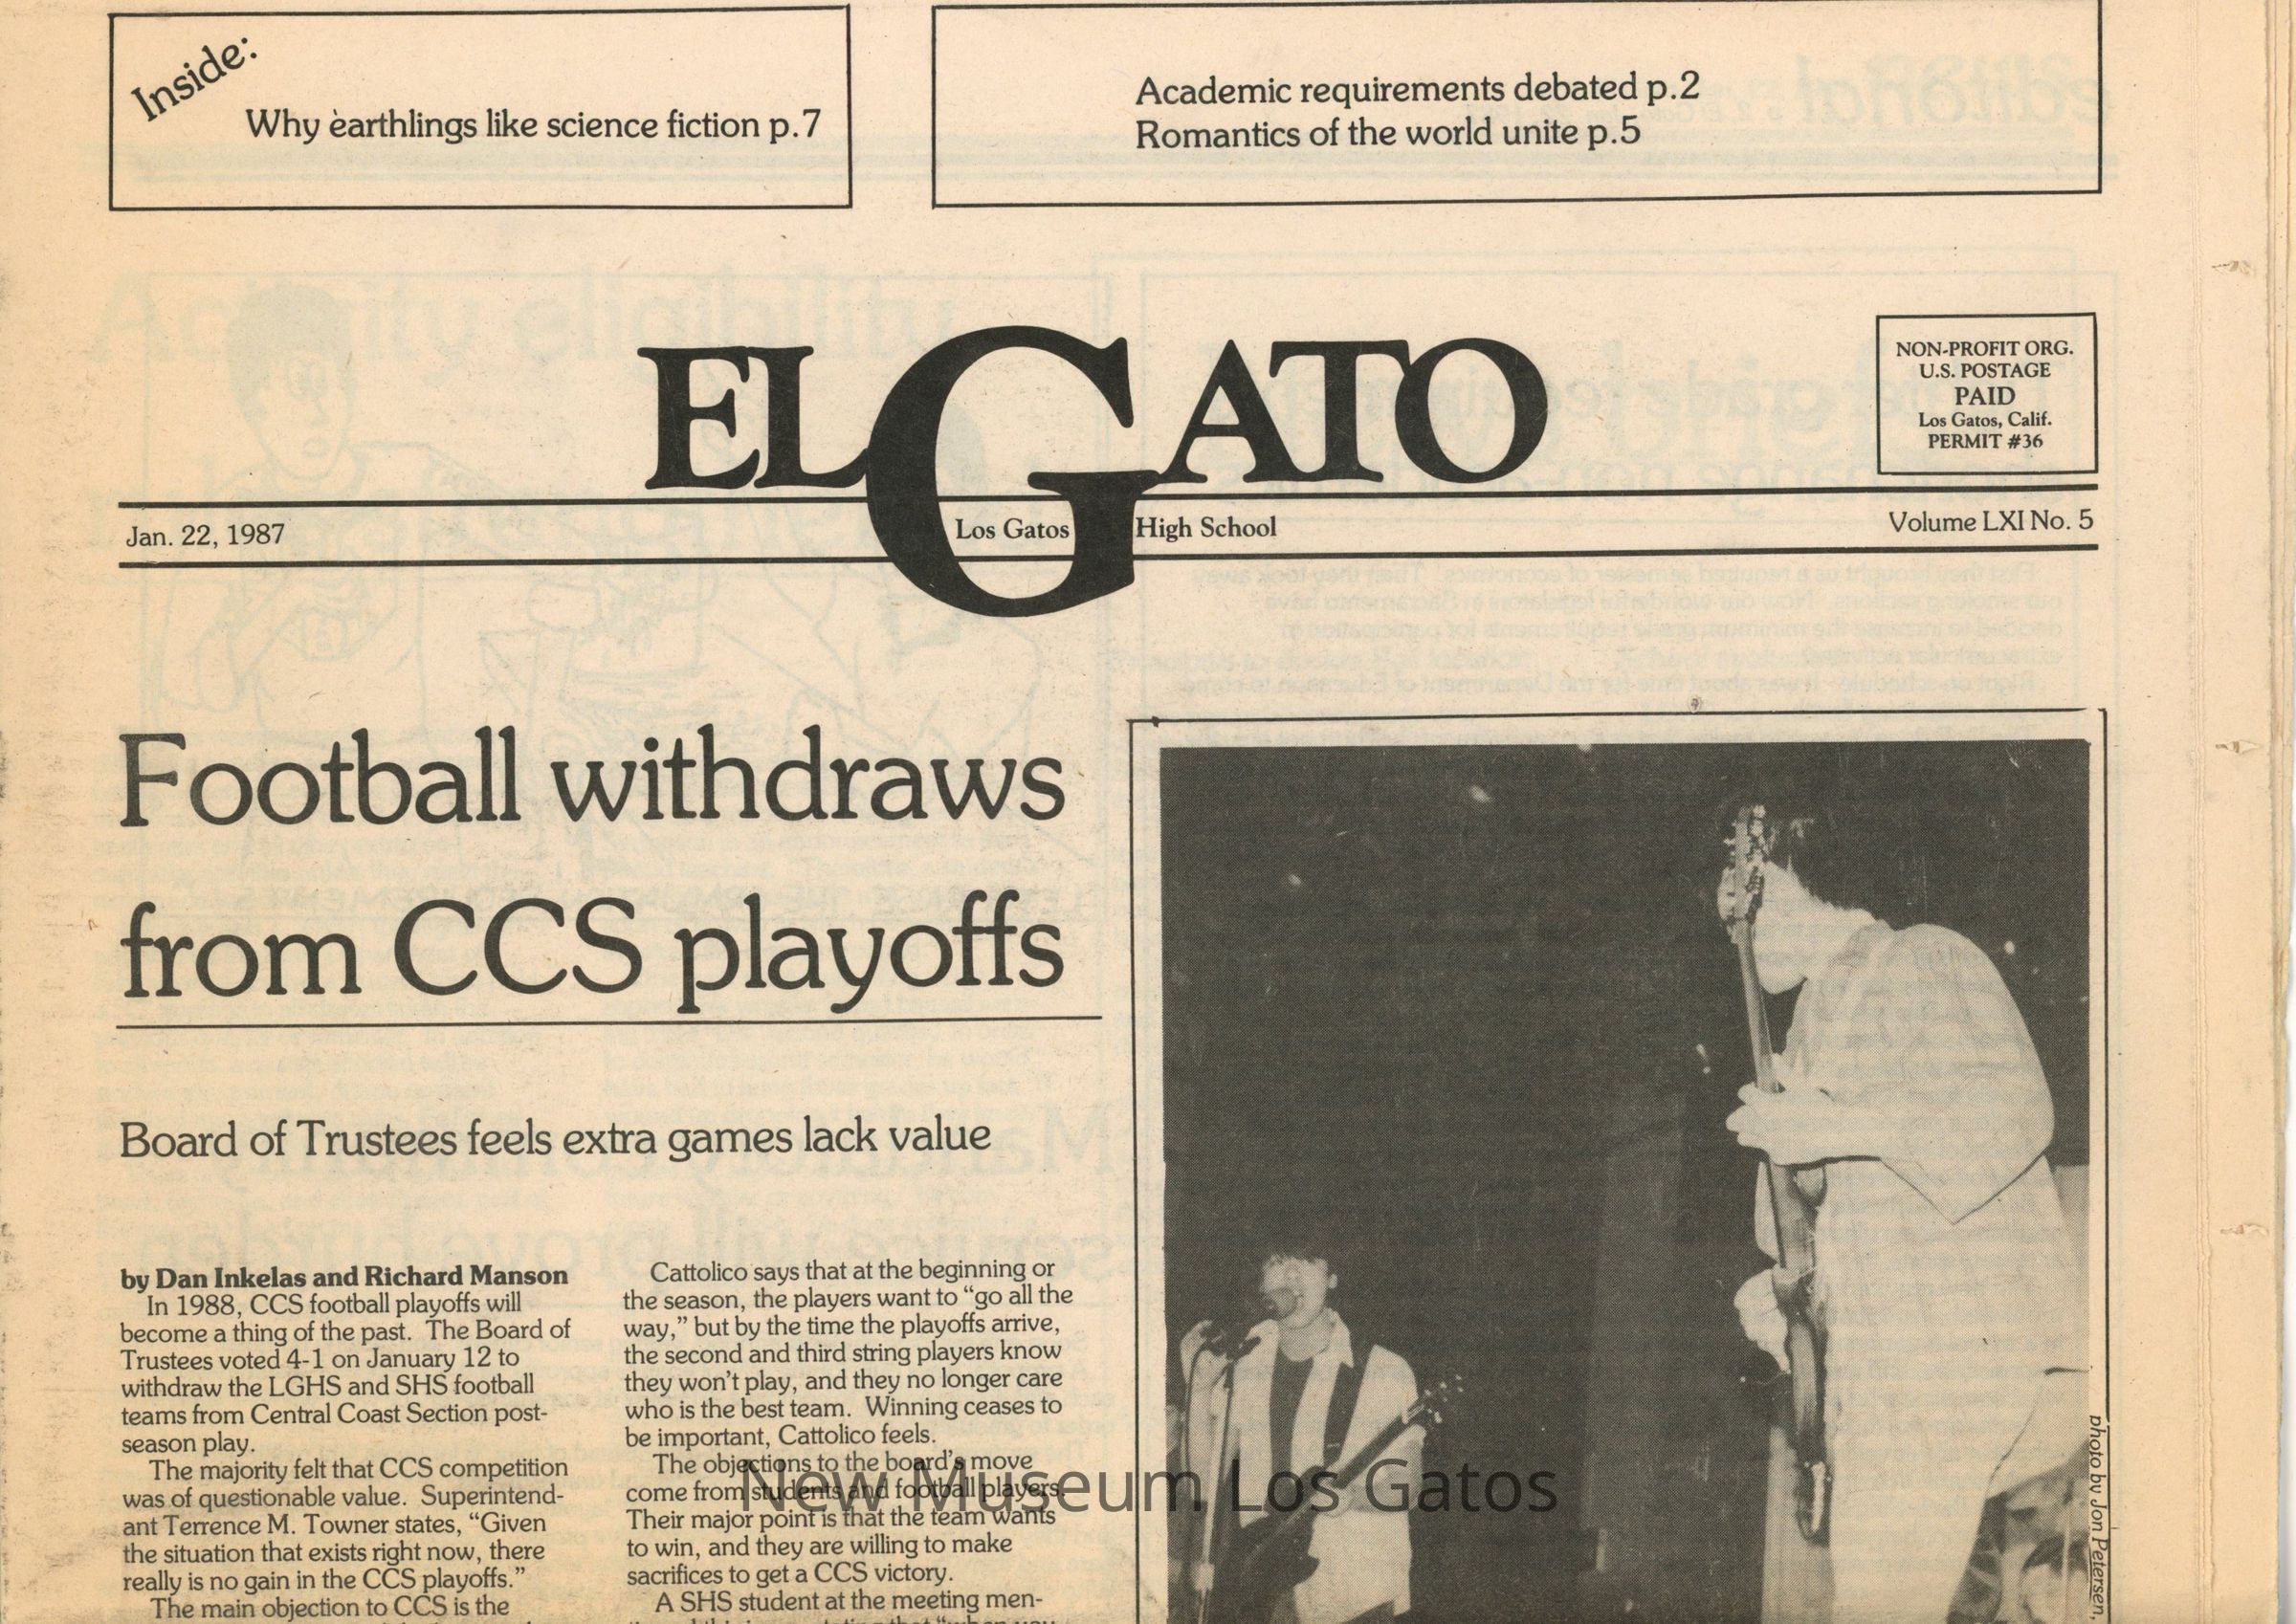 Inside:
Why earthlings like science fiction p.7
Academic requirements debated p.2
Romantics of the world unite p.5
EL GATO
NON-PROFIT ORG.
U.S. POSTAGE
PAID
Los Gatos, Calif.
PERMIT #36
Jan. 22, 1987
Los Gatos High School
Volume LXI No. 5
Football withdraws
from CCS playoffs
Board of Trustees feels extra games lack value
by Dan Inkelas and Richard Manson
In 1988, CCS football playoffs will
become a thing of the past. The Board of
Trustees voted 4-1 on January 12 to
withdraw the LGHS and SHS football
teams from Central Coast Section post-
season play.
The majority felt that CCS competition
was of questionable value. Superintend-
ant Terrence M. Towner states, “Given
the situation that exists right now, there
really is no gain in the CCS playoffs.”
The main objection to CCS is the
Cattolico says that at the beginning or
the season, the players want to “go all the
way,” but by the time the playoffs arrive,
the second and third string players know
they won't play, and they no longer care
who is the best team. Winning ceases to
be important, Cattolico feels.
The objections to the board's move
come from students and football players.
Their major point is that the team wants
to win, and they are willing to make
sacrifices to get a CCS victory.
A SHS student at the meeting men-
photo by Jon Petersen,
New Museum Los Gatos